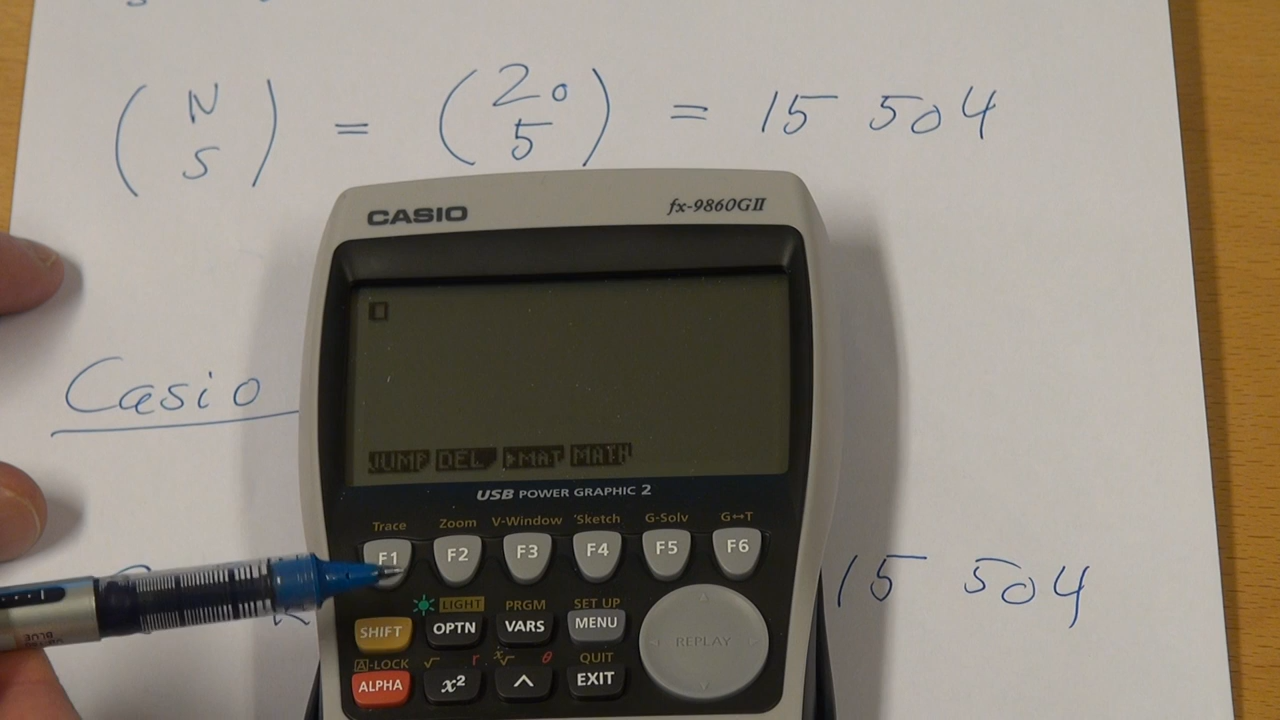 ( N ) = ( 20 ) = 15 504
( s )   ( 5 )
CASIO fx-9860GII
Casio
JUMP DEL ▸MAT MATH
USB POWER GRAPHIC 2
Trace Zoom V-Window Sketch G-Solv G↔T
F1 F2 F3 F4 F5 F6
15 504
LIGHT PRGM SET UP
SHIFT OPTN VARS MENU
REPLAY
A-LOCK √ r ˣ√ θ QUIT
ALPHA x² ^ EXIT